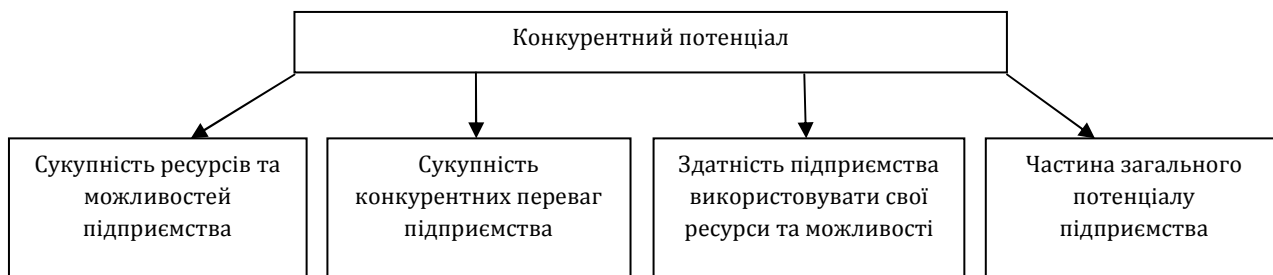 Конкурентний потенціал
Сукупність ресурсів та
можливостей
підприємства
Сукупність
конкурентних переваг
підприємства
Здатність підприємства
використовувати свої
ресурси та можливості
Частина загального
потенціалу
підприємства